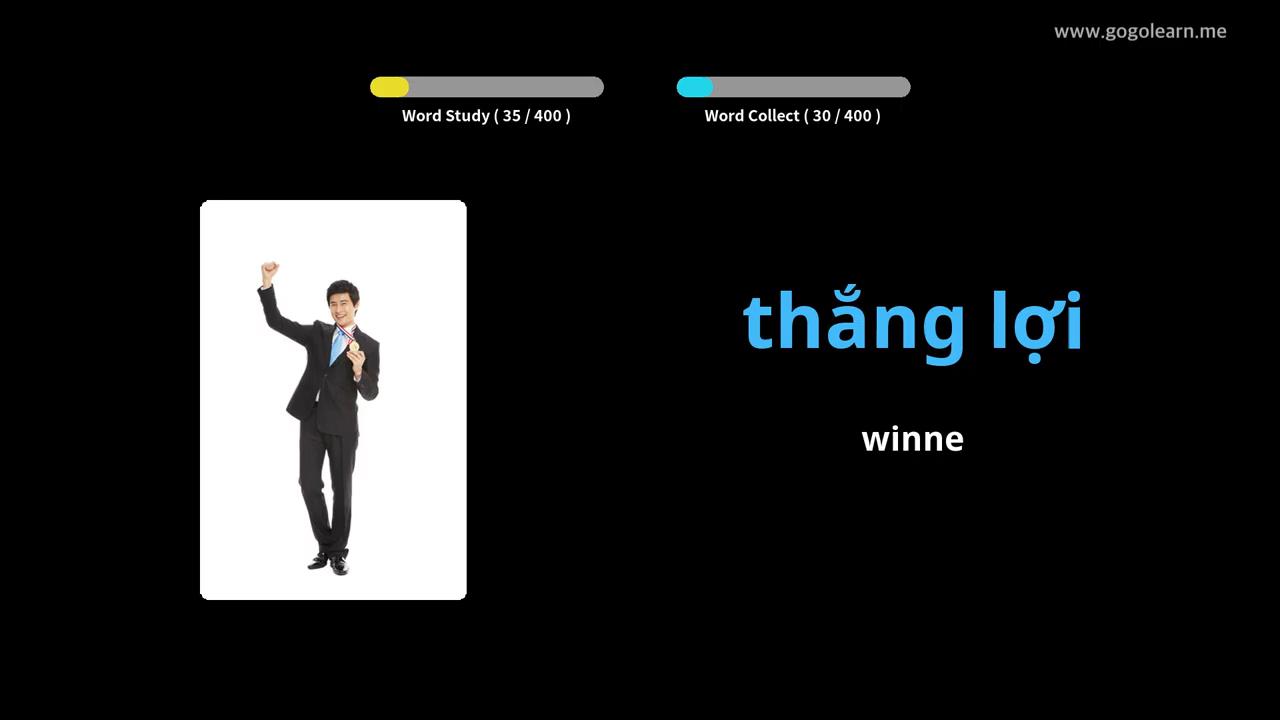 www.gogolearn.me
Word Study ( 35 / 400 )
Word Collect ( 30 / 400 )
thắng lợi
winne